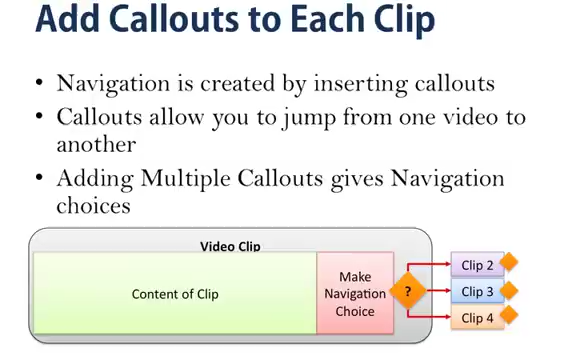 Add Callouts to Each Clip
• Navigation is created by inserting callouts
• Callouts allow you to jump from one video to
another
• Adding Multiple Callouts gives Navigation
choices
Video Clip
Content of Clip
Make
Navigation
Choice
?
Clip 2
Clip 3
Clip 4